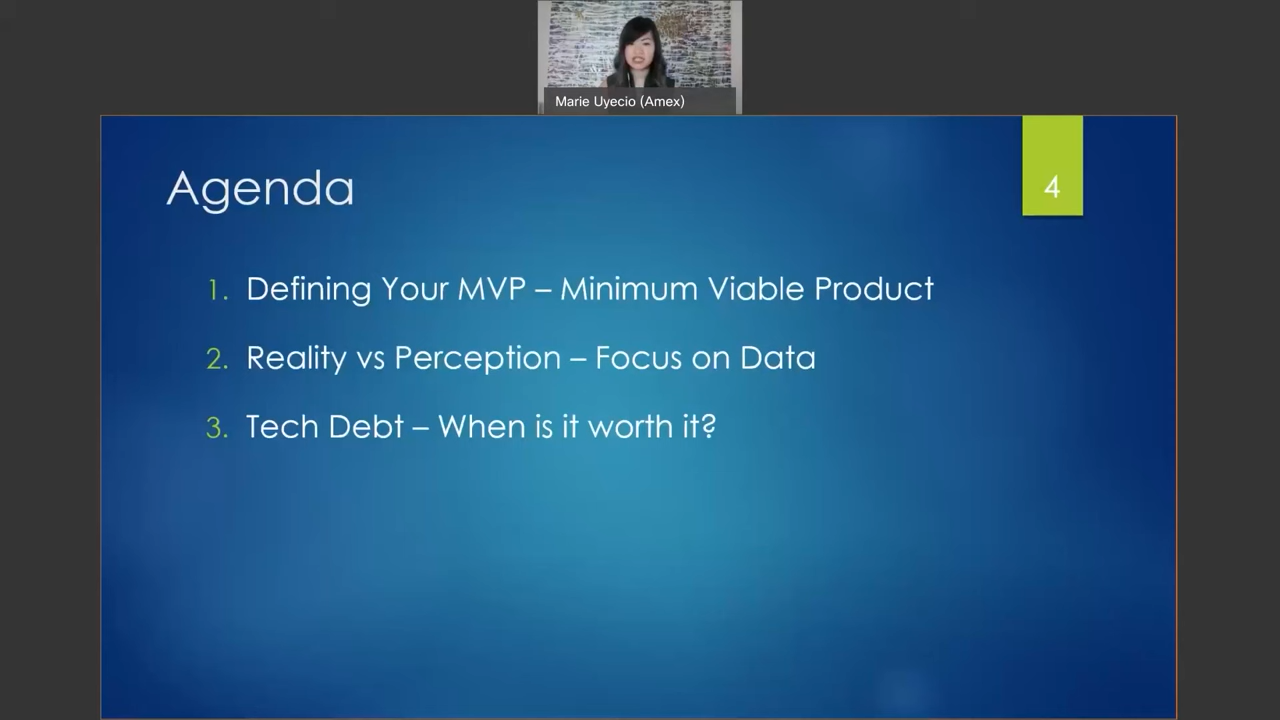 Marie Uyecio (Amex)
Agenda
4
1. Defining Your MVP – Minimum Viable Product
2. Reality vs Perception – Focus on Data
3. Tech Debt – When is it worth it?